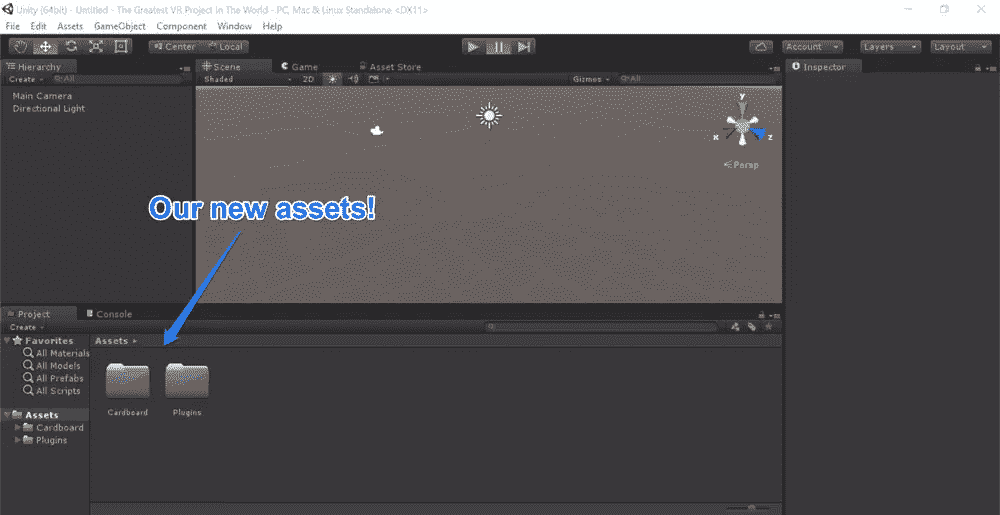 Unity (64bit) - Untitled - The Greatest VR Project In The World - PC, Mac & Linux Standalone <DX11>
File Edit Assets GameObject Component Window Help
Center Local Account Layers Layout
Hierarchy Scene Game Asset Store Inspector
Create All Shaded 2D Gizmos All
Main Camera
Directional Light
y
x z
Persp
Our new assets!
Project Console
Create
Favorites Assets
All Materials
All Models
All Prefabs
All Scripts
Cardboard Plugins
Assets
Cardboard
Plugins